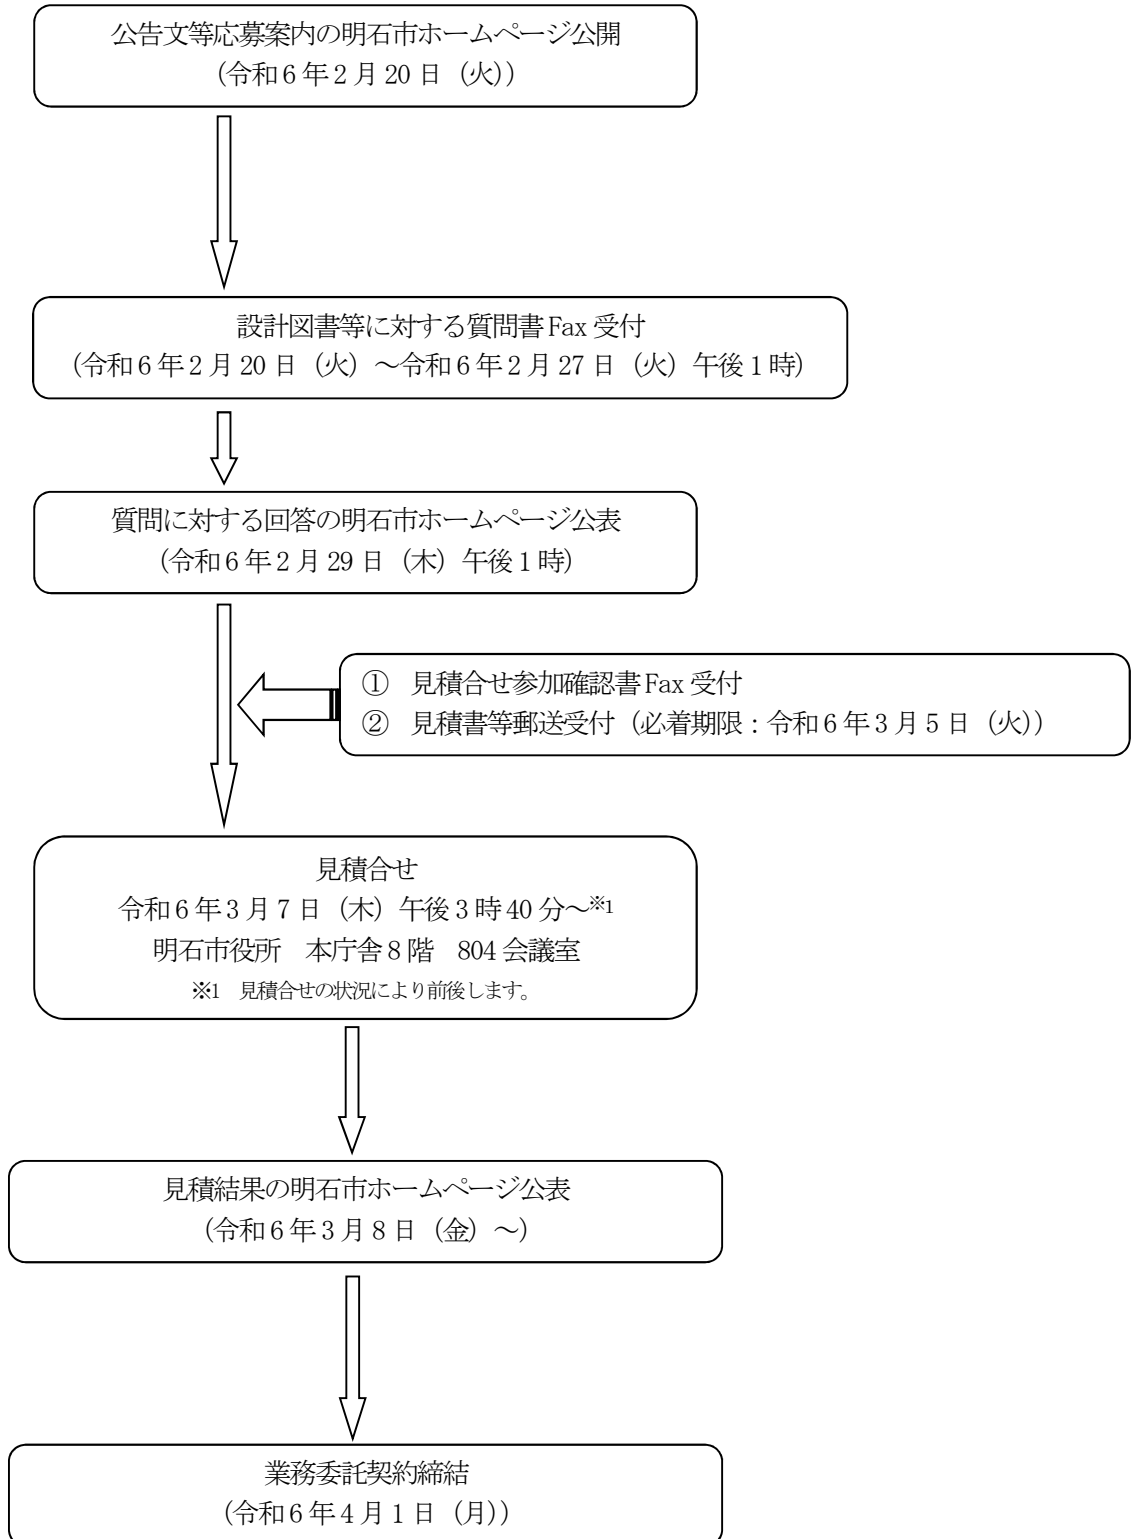 公告文等応募案内の明石市ホームページ公開
(令和6年2月20日（火))
設計図書等に対する質問書Fax受付
(令和6年2月20日（火）～令和6年2月27日（火）午後1時)
質問に対する回答の明石市ホームページ公表
(令和6年2月29日（木）午後1時)
①　見積合せ参加確認書Fax受付
②　見積書等郵送受付（必着期限：令和6年3月5日（火））
見積合せ
令和6年3月7日（木）午後3時40分～※1
明石市役所　本庁舎8階　804会議室
※1　見積合せの状況により前後します。
見積結果の明石市ホームページ公表
（令和6年3月8日（金）～）
業務委託契約締結
（令和6年4月1日（月））